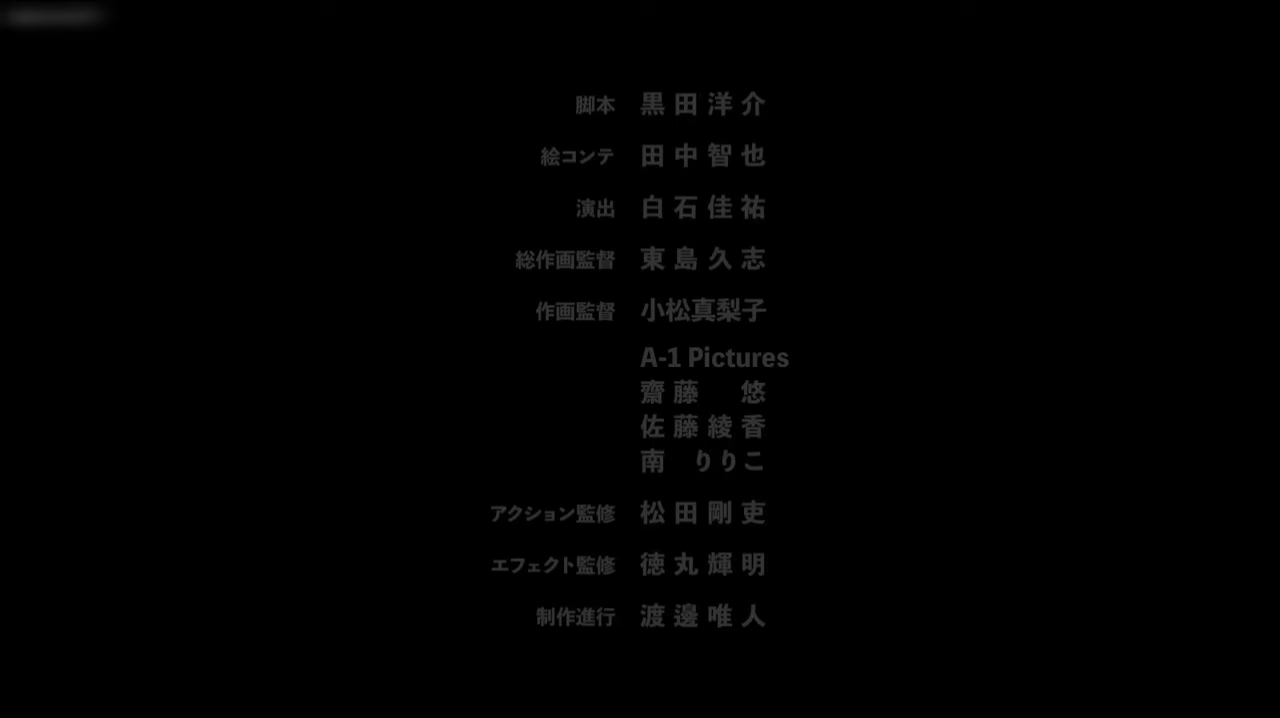 脚本 黒田洋介
絵コンテ 田中智也
演出 白石佳祐
総作画監督 東島久志
作画監督 小松真梨子
A-1 Pictures
齋藤 悠
佐藤綾香
南 りりこ
アクション監修 松田剛吏
エフェクト監修 徳丸輝明
制作進行 渡邊唯人